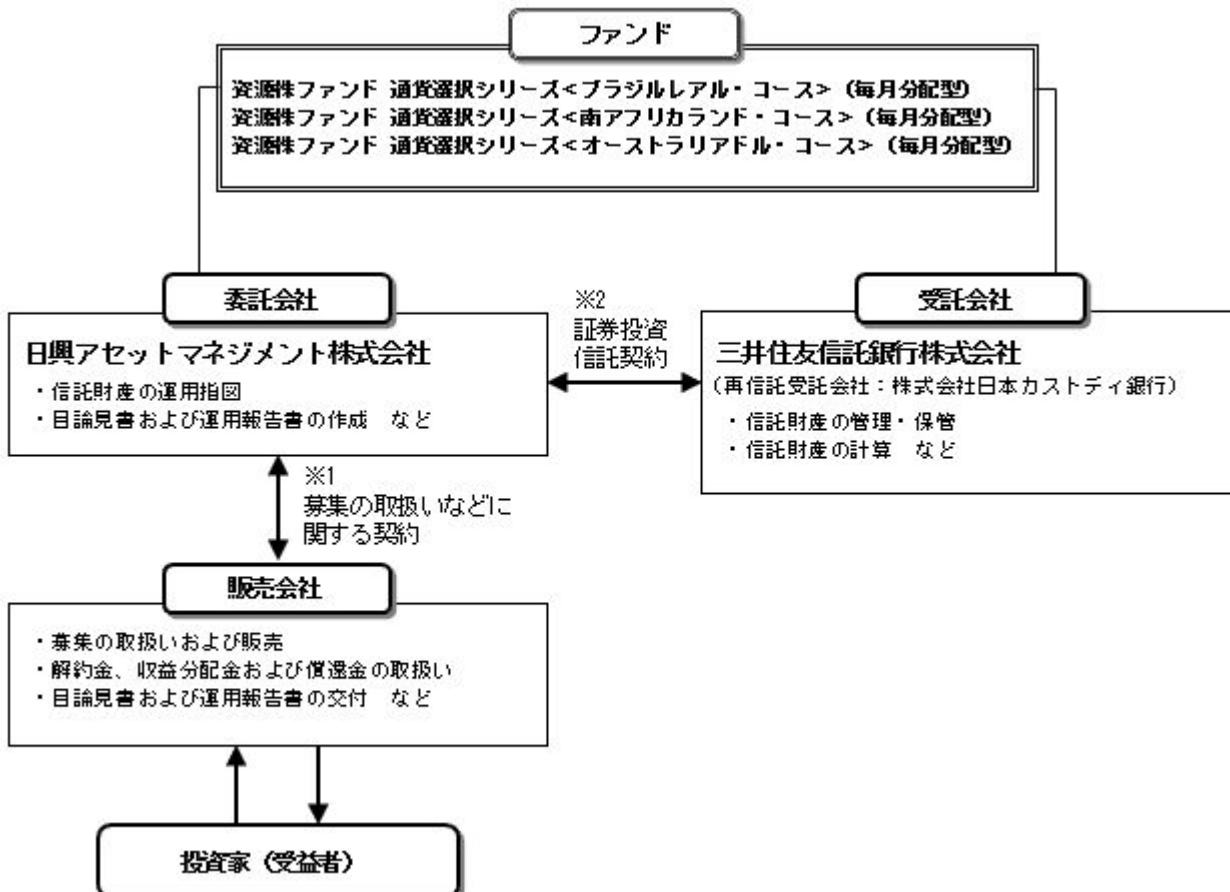 ファンド
資源株ファンド 通貨選択シリーズ<ブラジルレアル・コース>(毎月分配型)
資源株ファンド 通貨選択シリーズ<南アフリカランド・コース>(毎月分配型)
資源株ファンド 通貨選択シリーズ<オーストラリアドル・コース>(毎月分配型)
委託会社
日興アセットマネジメント株式会社
・信託財産の運用指図
・目論見書および運用報告書の作成 など
※2
証券投資
信託契約
受託会社
三井住友信託銀行株式会社
(再信託受託会社:株式会社日本カストディ銀行)
・信託財産の管理・保管
・信託財産の計算 など
※1
募集の取扱いなどに
関する契約
販売会社
・募集の取扱いおよび販売
・解約金、収益分配金および償還金の取扱い
・目論見書および運用報告書の交付 など
投資家(受益者)